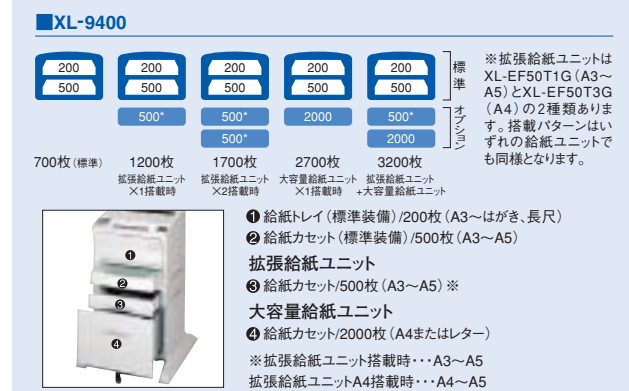 ■XL-9400
200 200 200 200 200
500 500 500 500 500
標準
500* 500* 2000 500*
500* 2000
オプション
700枚(標準) 1200枚 1700枚 2700枚 3200枚
拡張給紙ユニット 拡張給紙ユニット 大容量給紙ユニット 拡張給紙ユニット
×1搭載時 ×2搭載時 ×1搭載時 +大容量給紙ユニット
※拡張給紙ユニットは
XL-EF50T1G(A3〜
A5)とXL-EF50T3G
(A4)の2種類ありま
す。搭載パターンはい
ずれの給紙ユニットで
も同様となります。
❶
❷
❸
❹
❶給紙トレイ(標準装備)/200枚(A3〜はがき、長尺)
❷給紙カセット(標準装備)/500枚(A3〜A5)
拡張給紙ユニット
❸給紙カセット/500枚(A3〜A5)※
大容量給紙ユニット
❹給紙カセット/2000枚(A4またはレター)
※拡張給紙ユニット搭載時・・・A3〜A5
拡張給紙ユニットA4搭載時・・・A4〜A5